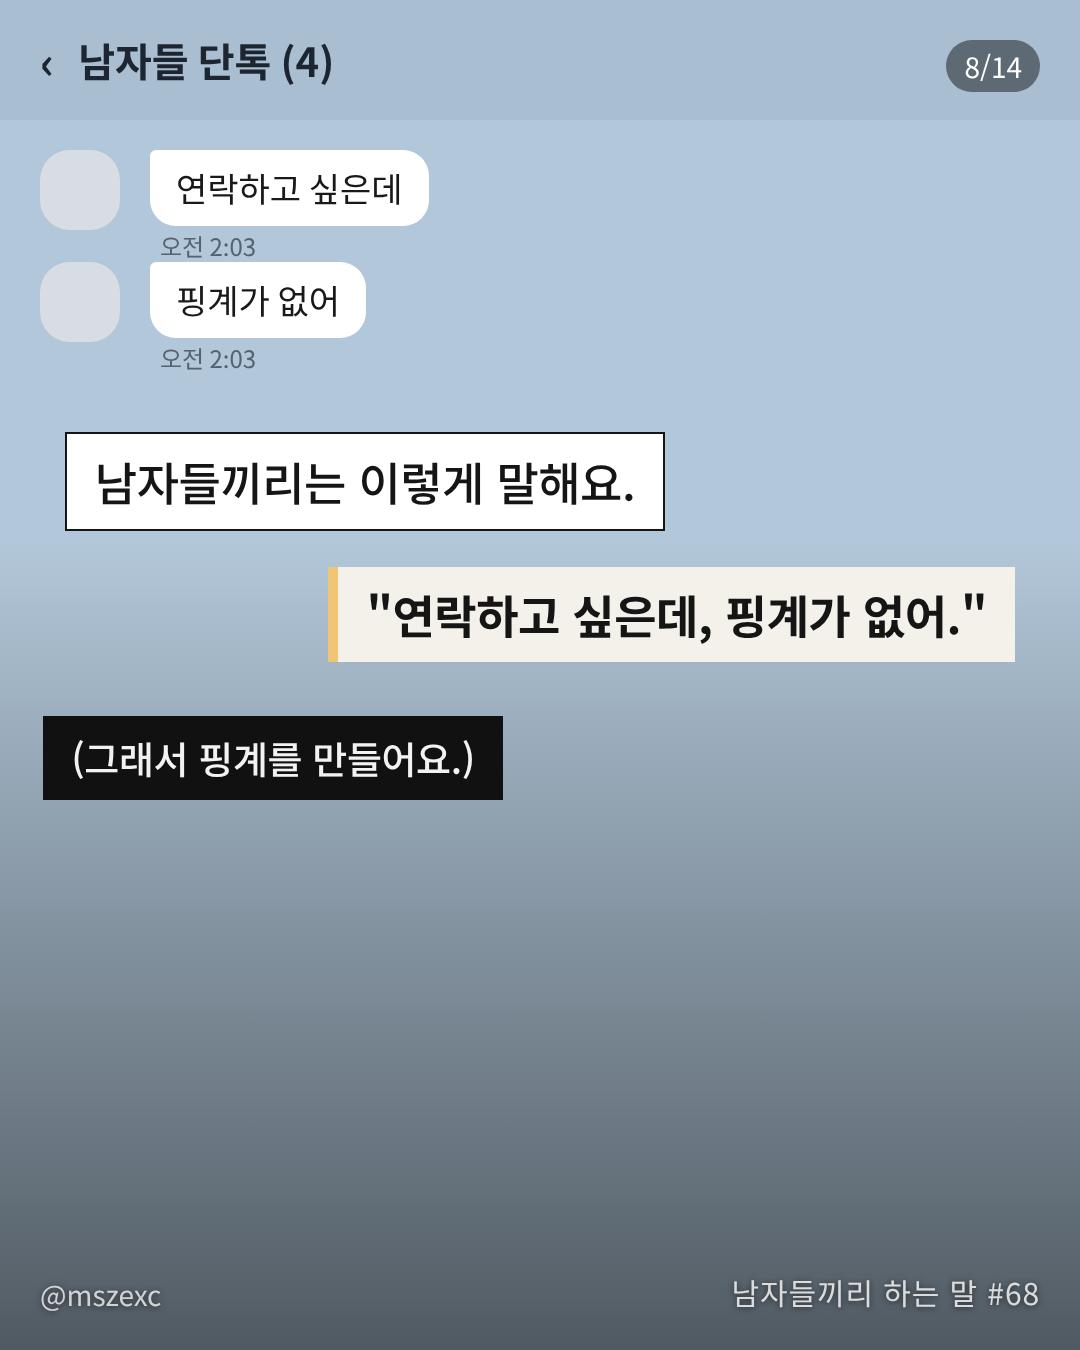 ‹ 남자들 단톡 (4)
8/14
연락하고 싶은데
오전 2:03
핑계가 없어
오전 2:03
남자들끼리는 이렇게 말해요.
"연락하고 싶은데, 핑계가 없어."
(그래서 핑계를 만들어요.)
@mszexc
남자들끼리 하는 말 #68